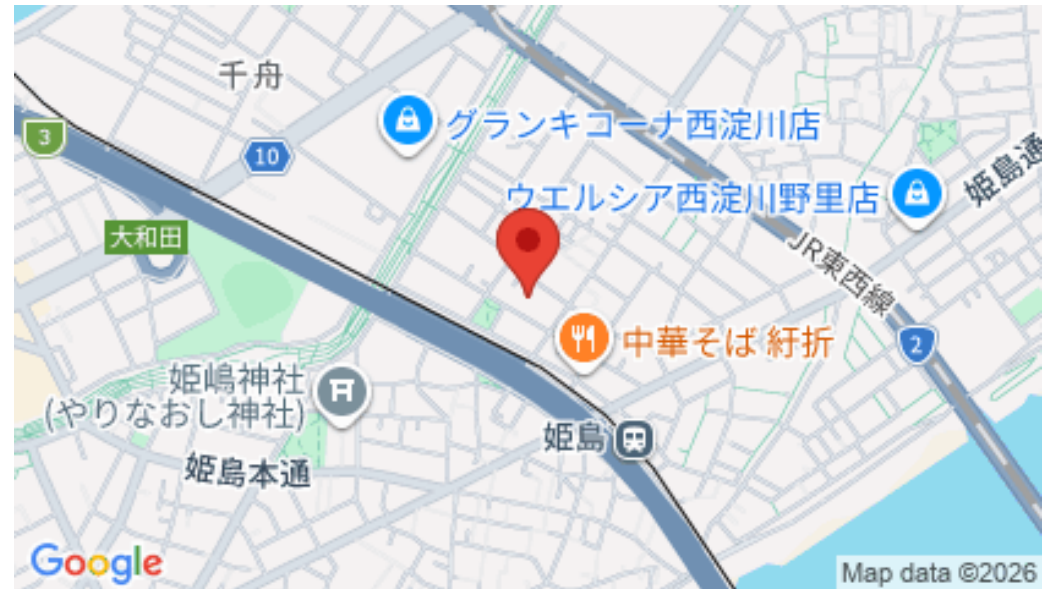 千舟
3
10
グランキコーナ西淀川店
ウエルシア西淀川野里店
姫島通
大和田
JR東西線
中華そば 紆折
2
姫嶋神社
(やりなおし神社)
姫島
姫島本通
Google
Map data ©2026